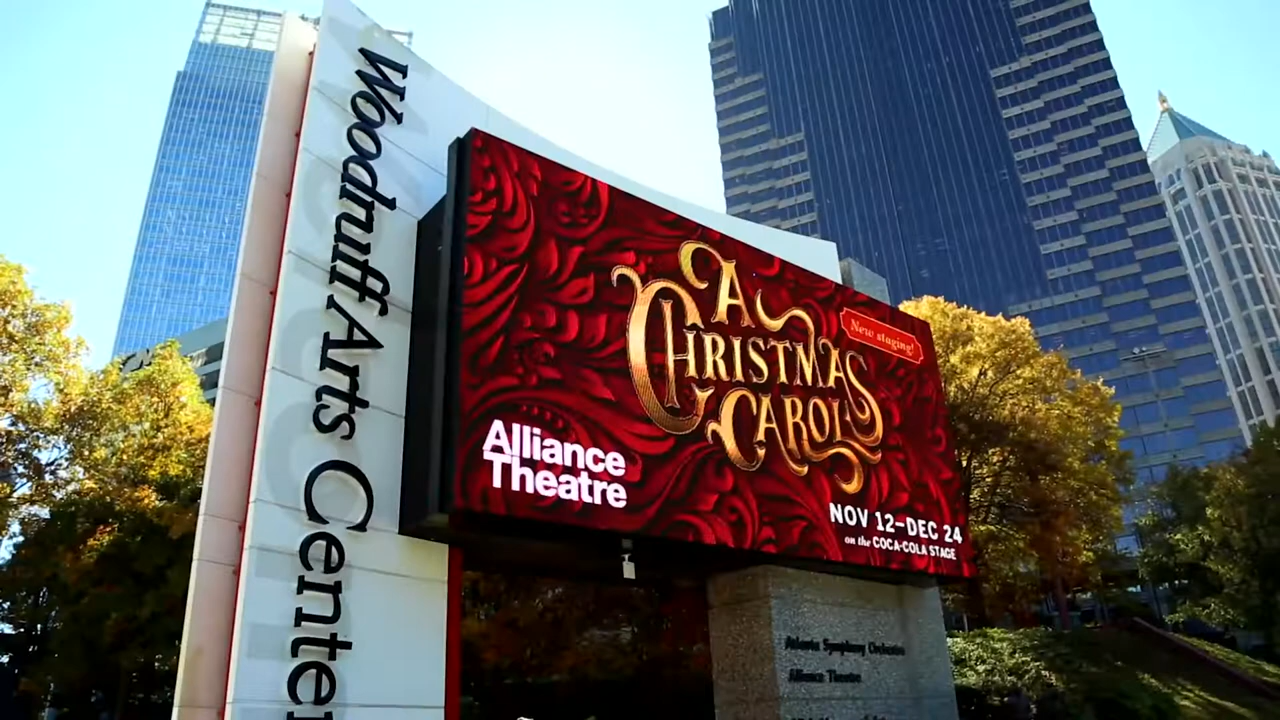 Woodruff Arts Center
A
CHRISTMAS
CAROL
New staging!
Alliance
Theatre
NOV 12–DEC 24
on the COCA-COLA STAGE
Atlanta Symphony Orchestra
Alliance Theatre